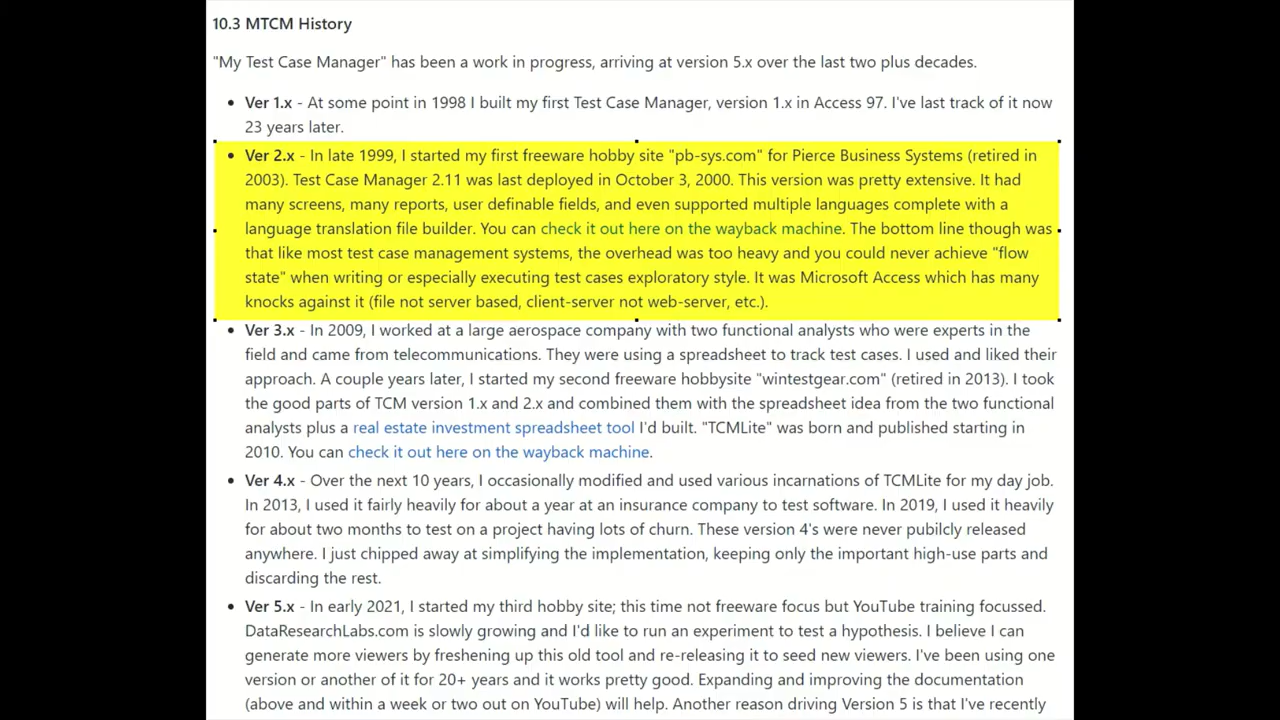 10.3 MTCM History
"My Test Case Manager" has been a work in progress, arriving at version 5.x over the last two plus decades.
• Ver 1.x - At some point in 1998 I built my first Test Case Manager, version 1.x in Access 97. I've last track of it now
23 years later.
• Ver 2.x - In late 1999, I started my first freeware hobby site "pb-sys.com" for Pierce Business Systems (retired in
2003). Test Case Manager 2.11 was last deployed in October 3, 2000. This version was pretty extensive. It had
many screens, many reports, user definable fields, and even supported multiple languages complete with a
language translation file builder. You can check it out here on the wayback machine. The bottom line though was
that like most test case management systems, the overhead was too heavy and you could never achieve "flow
state" when writing or especially executing test cases exploratory style. It was Microsoft Access which has many
knocks against it (file not server based, client-server not web-server, etc.).
• Ver 3.x - In 2009, I worked at a large aerospace company with two functional analysts who were experts in the
field and came from telecommunications. They were using a spreadsheet to track test cases. I used and liked their
approach. A couple years later, I started my second freeware hobbysite "wintestgear.com" (retired in 2013). I took
the good parts of TCM version 1.x and 2.x and combined them with the spreadsheet idea from the two functional
analysts plus a real estate investment spreadsheet tool I'd built. "TCMLite" was born and published starting in
2010. You can check it out here on the wayback machine.
• Ver 4.x - Over the next 10 years, I occasionally modified and used various incarnations of TCMLite for my day job.
In 2013, I used it fairly heavily for about a year at an insurance company to test software. In 2019, I used it heavily
for about two months to test on a project having lots of churn. These version 4's were never pubilcly released
anywhere. I just chipped away at simplifying the implementation, keeping only the important high-use parts and
discarding the rest.
• Ver 5.x - In early 2021, I started my third hobby site; this time not freeware focus but YouTube training focussed.
DataResearchLabs.com is slowly growing and I'd like to run an experiment to test a hypothesis. I believe I can
generate more viewers by freshening up this old tool and re-releasing it to seed new viewers. I've been using one
version or another of it for 20+ years and it works pretty good. Expanding and improving the documentation
(above and within a week or two out on YouTube) will help. Another reason driving Version 5 is that I've recently